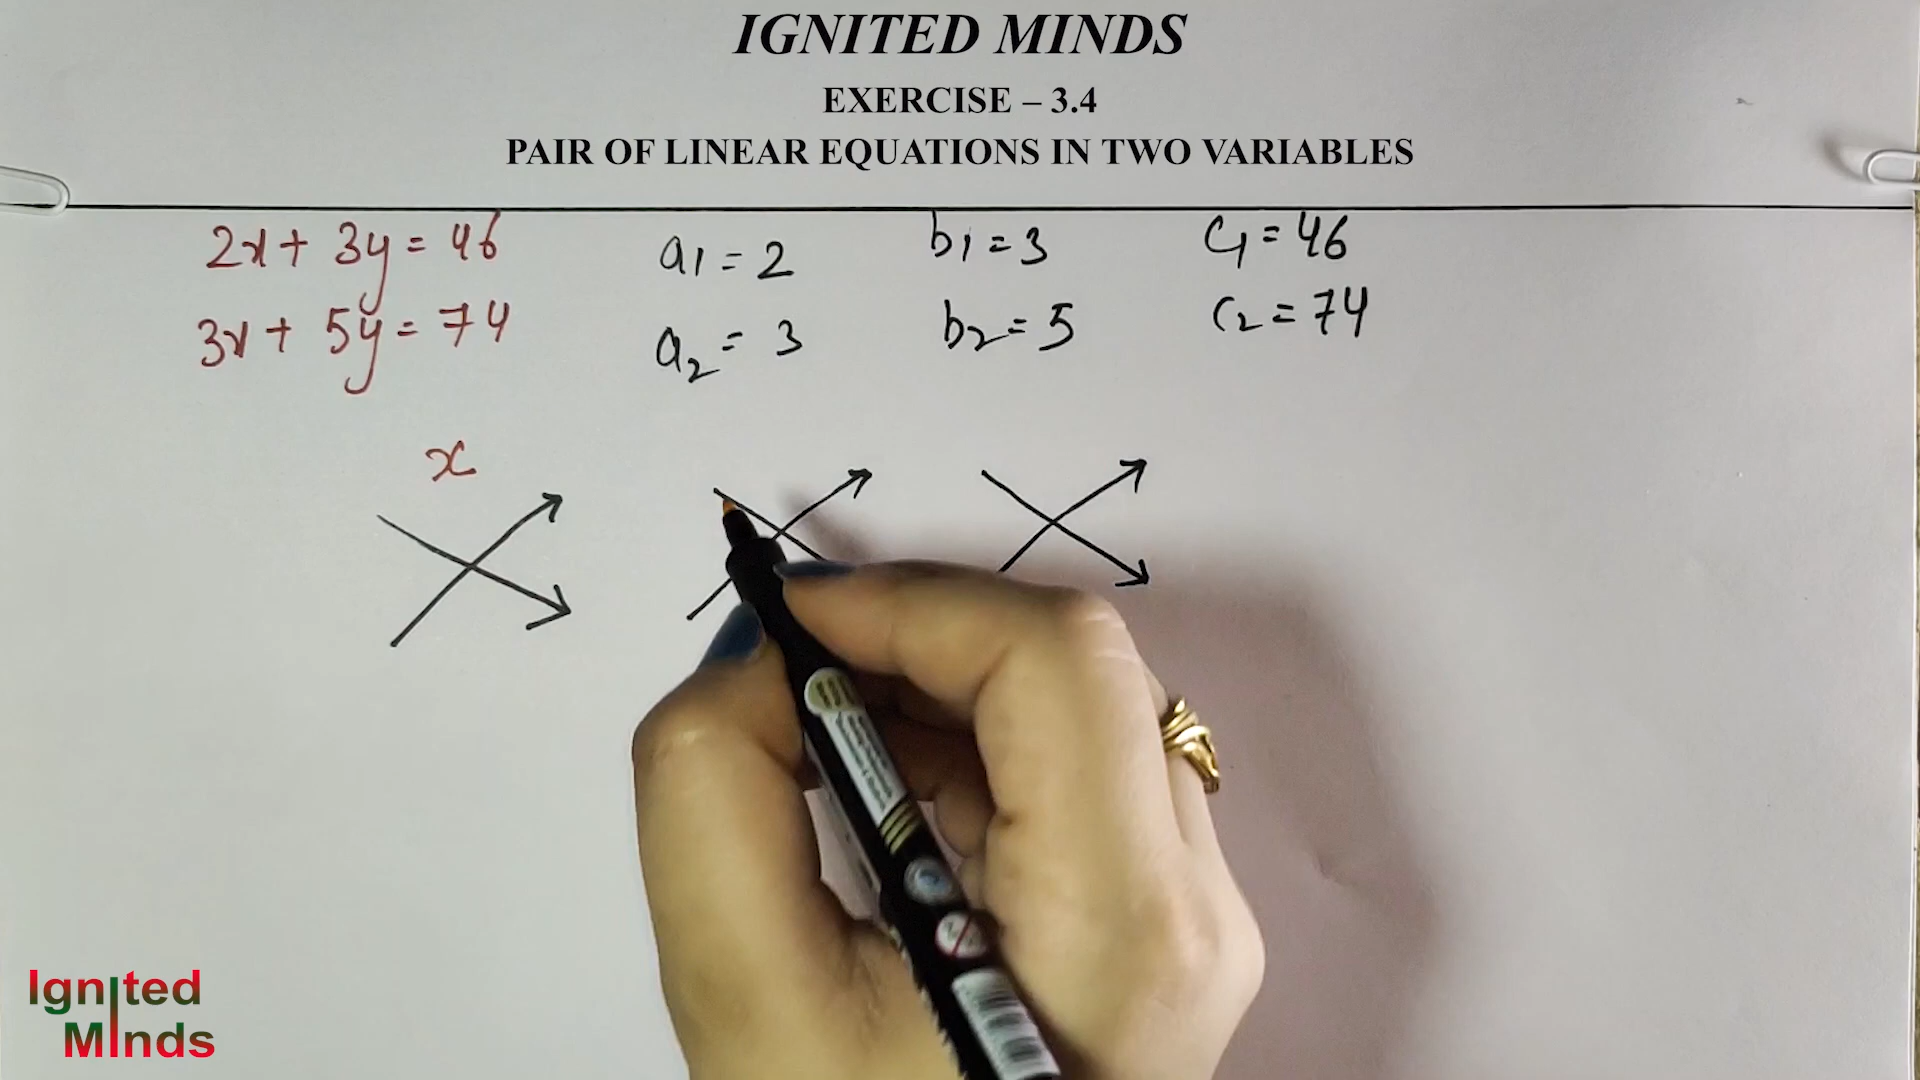 IGNITED MINDS
EXERCISE – 3.4
PAIR OF LINEAR EQUATIONS IN TWO VARIABLES
2x + 3y = 46 a1 = 2 b1 = 3 C1 = 46
3x + 5y = 74 a2 = 3 b2 = 5 C2 = 74
x
Ignited
Minds